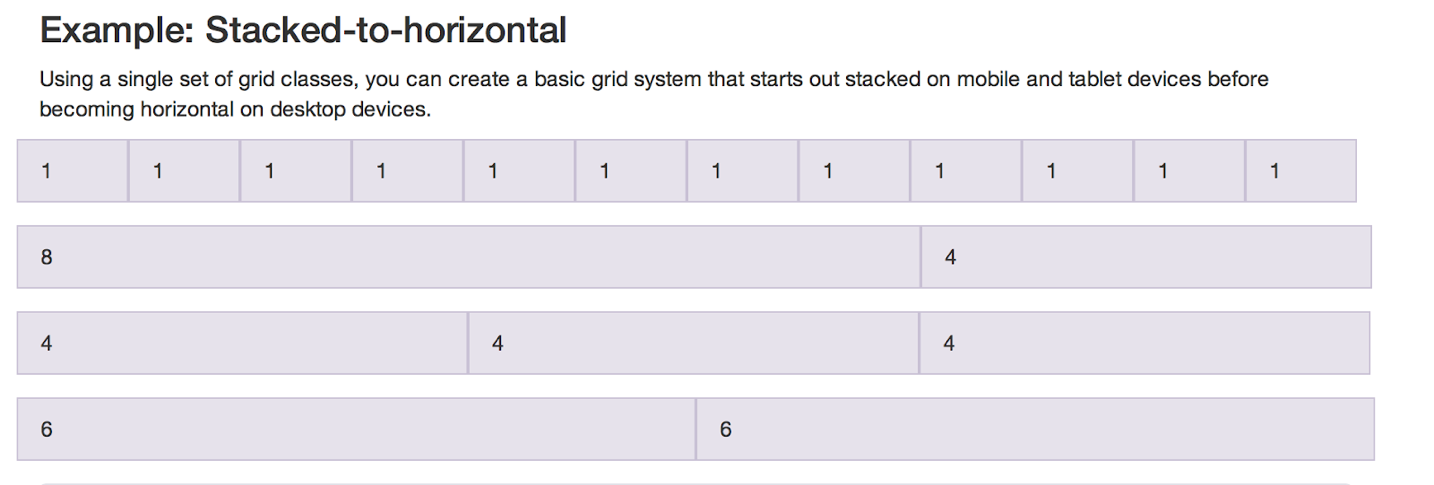 Example: Stacked-to-horizontal
Using a single set of grid classes, you can create a basic grid system that starts out stacked on mobile and tablet devices before
becoming horizontal on desktop devices.
1 1 1 1 1 1 1 1 1 1 1 1
8 4
4 4 4
6 6